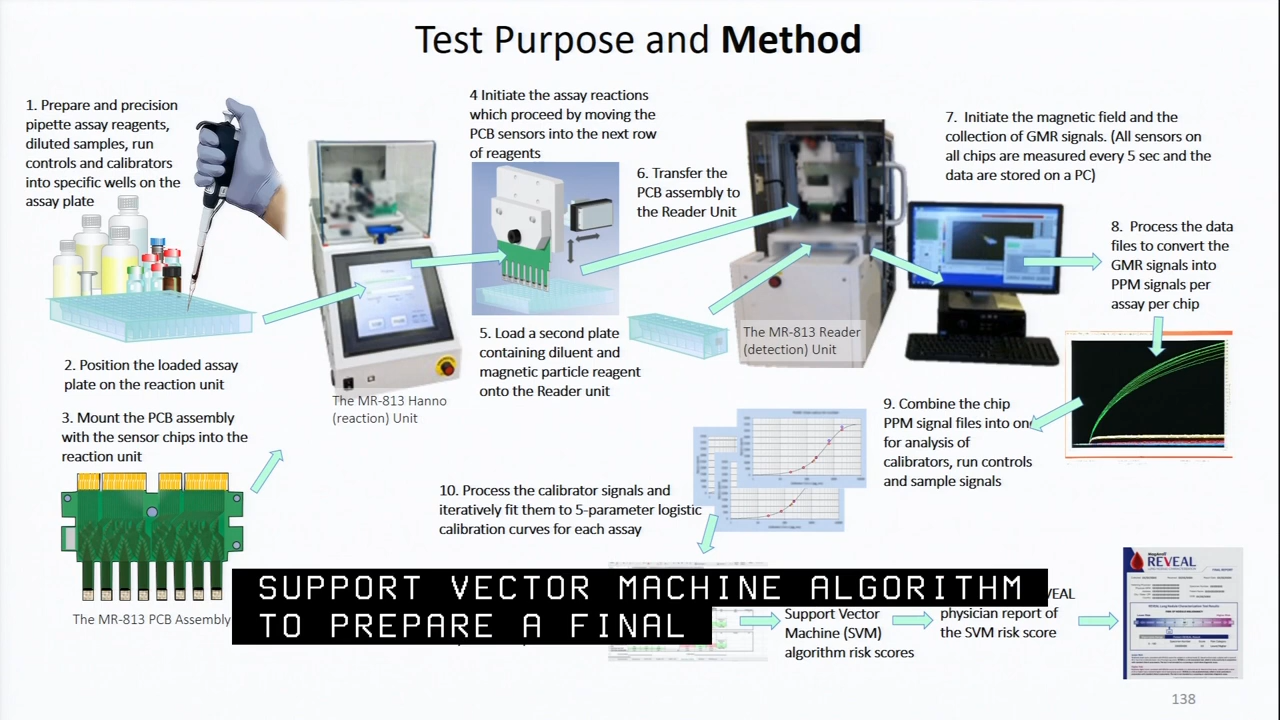 Test Purpose and Method
1. Prepare and precision
pipette assay reagents,
diluted samples, run
controls and calibrators
into specific wells on the
assay plate
2. Position the loaded assay
plate on the reaction unit
3. Mount the PCB assembly
with the sensor chips into the
reaction unit
The MR-813 PCB Assembly
The MR-813 Hanno
(reaction) Unit
4 Initiate the assay reactions
which proceed by moving the
PCB sensors into the next row
of reagents
5. Load a second plate
containing diluent and
magnetic particle reagent
onto the Reader unit
6. Transfer the
PCB assembly to
the Reader Unit
The MR-813 Reader
(detection) Unit
7. Initiate the magnetic field and the
collection of GMR signals. (All sensors on
all chips are measured every 5 sec and the
data are stored on a PC)
8. Process the data
files to convert the
GMR signals into
PPM signals per
assay per chip
9. Combine the chip
PPM signal files into one
for analysis of
calibrators, run controls
and sample signals
10. Process the calibrator signals and
iteratively fit them to 5-parameter logistic
calibration curves for each assay
Support Vector
Machine (SVM)
algorithm risk scores
physician report of
the SVM risk score
REVEAL
SUPPORT VECTOR MACHINE ALGORITHM
TO PREPARE A FINAL
138